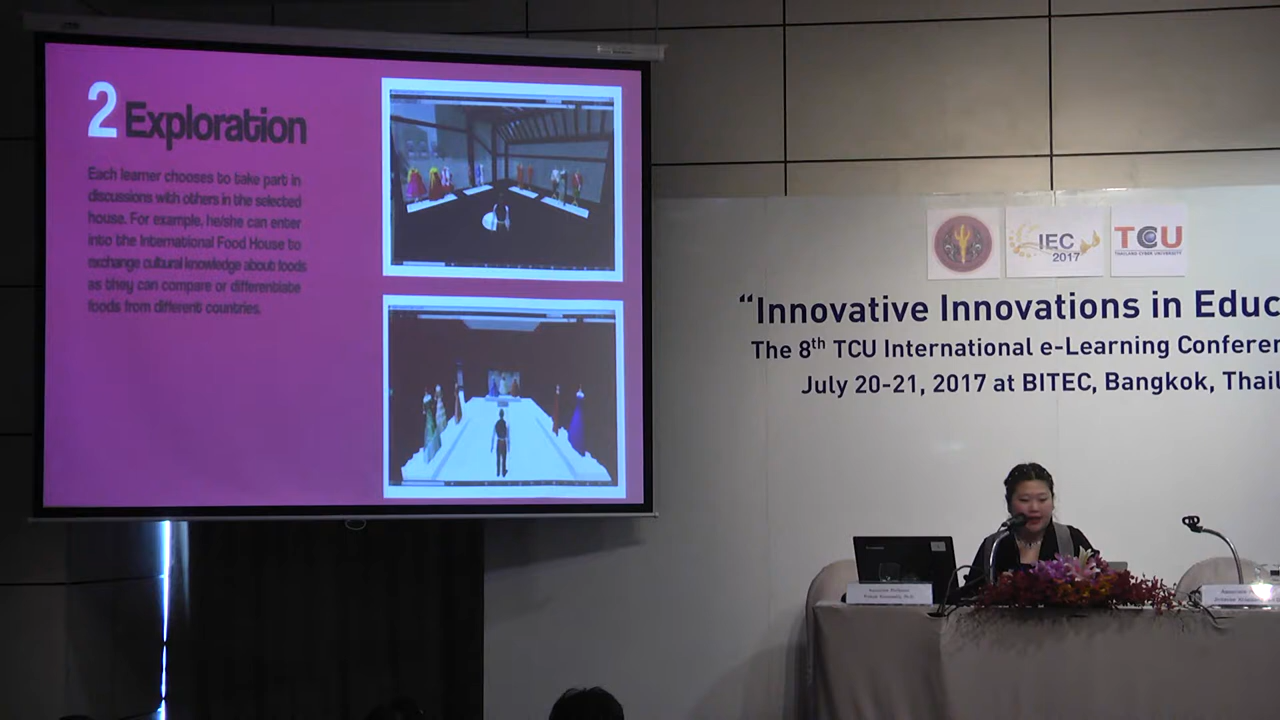 2 Exploration
Each learner chooses to take part in
discussions with others in the selected
house. For example, he/she can enter
into the International Food House to
exchange cultural knowledge about foods
as they can compare or differentiate
foods from different countries.
IEC
2017
TCU
THAILAND CYBER UNIVERSITY
“Innovative Innovations in Educ
The 8th TCU International e-Learning Conferen
July 20-21, 2017 at BITEC, Bangkok, Thail